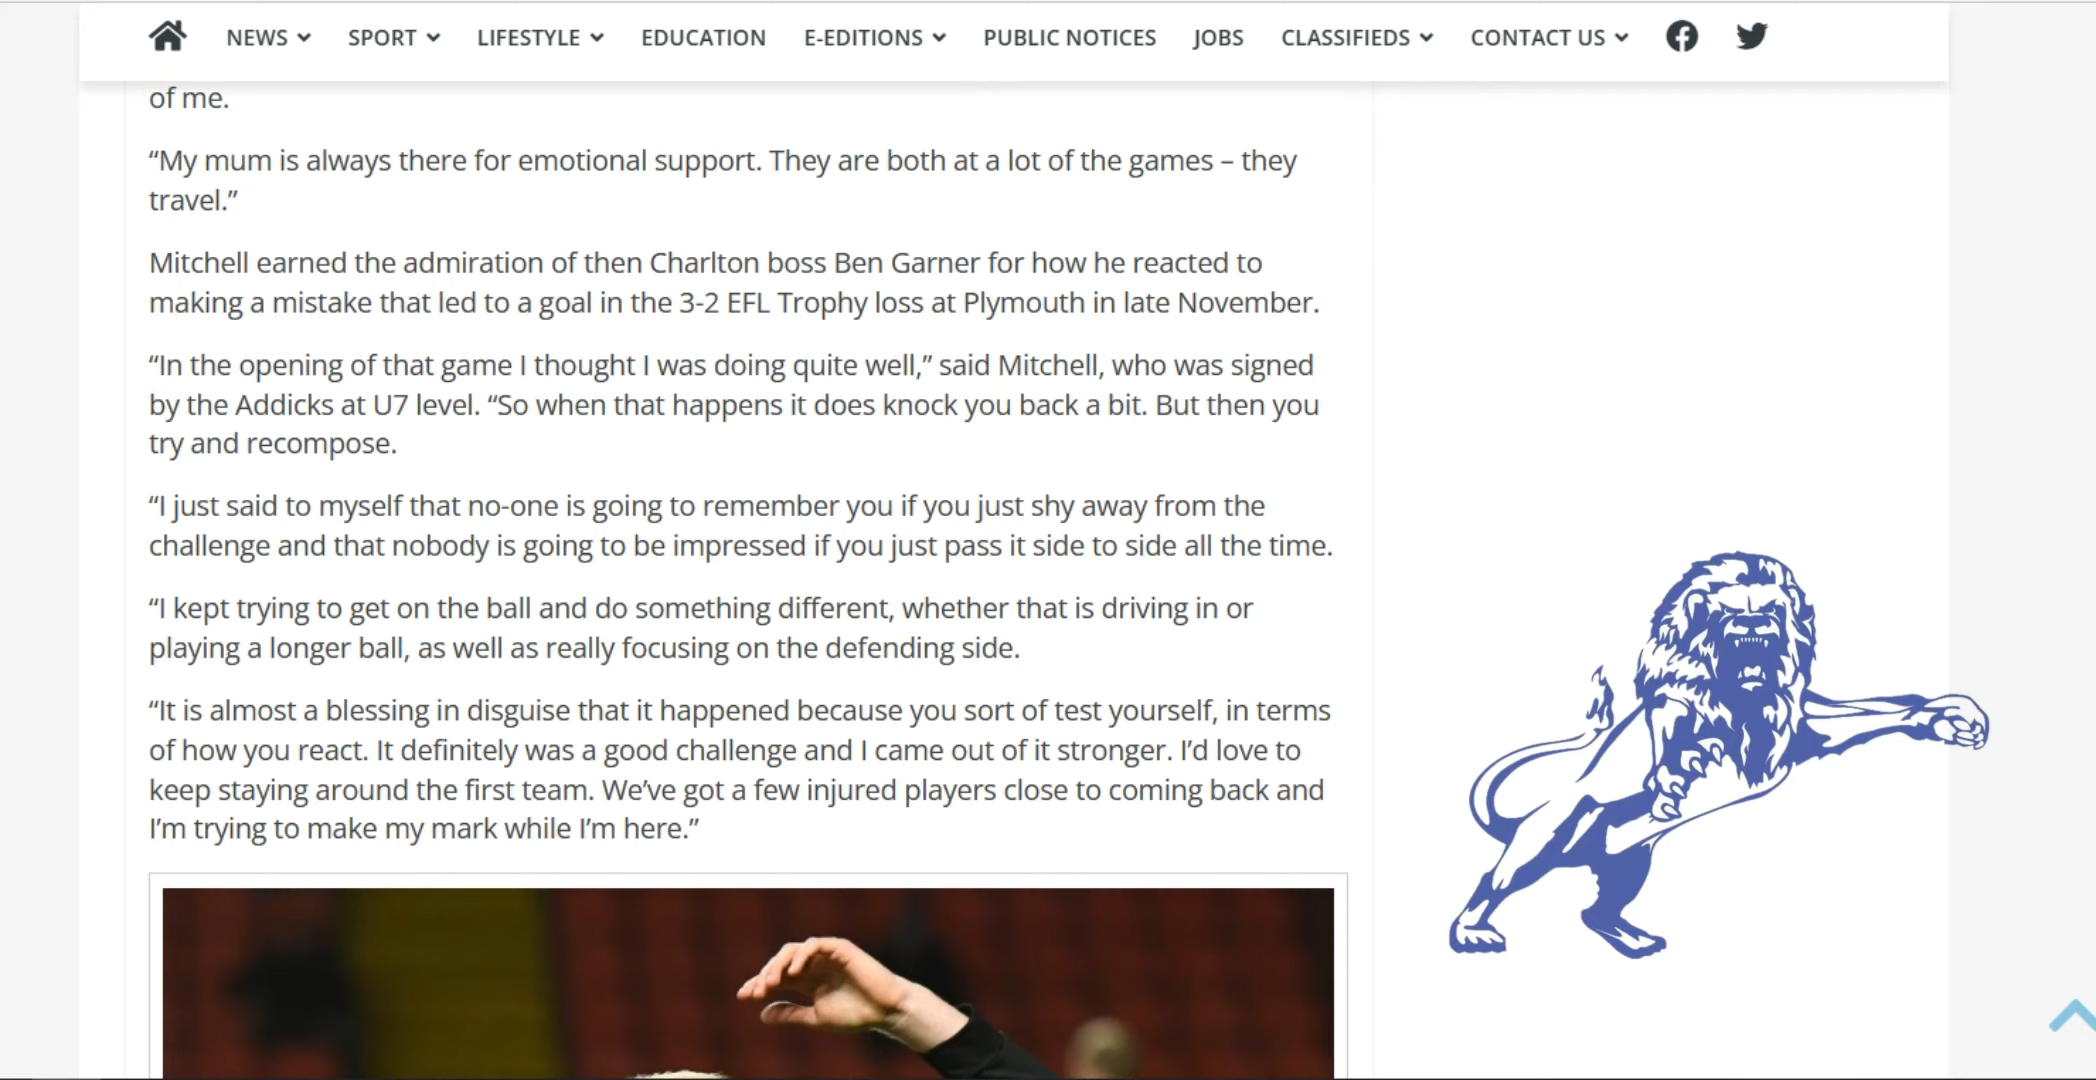 NEWS SPORT LIFESTYLE EDUCATION E-EDITIONS PUBLIC NOTICES JOBS CLASSIFIEDS CONTACT US
of me.
“My mum is always there for emotional support. They are both at a lot of the games – they
travel.”
Mitchell earned the admiration of then Charlton boss Ben Garner for how he reacted to
making a mistake that led to a goal in the 3-2 EFL Trophy loss at Plymouth in late November.
“In the opening of that game I thought I was doing quite well,” said Mitchell, who was signed
by the Addicks at U7 level. “So when that happens it does knock you back a bit. But then you
try and recompose.
“I just said to myself that no-one is going to remember you if you just shy away from the
challenge and that nobody is going to be impressed if you just pass it side to side all the time.
“I kept trying to get on the ball and do something different, whether that is driving in or
playing a longer ball, as well as really focusing on the defending side.
“It is almost a blessing in disguise that it happened because you sort of test yourself, in terms
of how you react. It definitely was a good challenge and I came out of it stronger. I’d love to
keep staying around the first team. We’ve got a few injured players close to coming back and
I’m trying to make my mark while I’m here.”